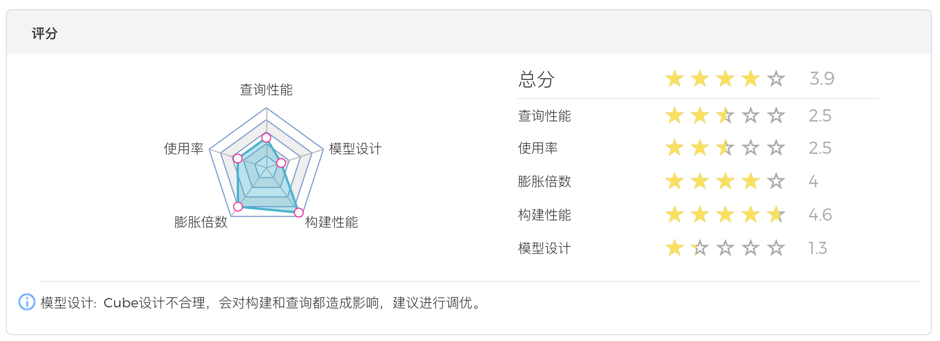 评分
查询性能
使用率
模型设计
膨胀倍数
构建性能
总分 3.9
查询性能 2.5
使用率 2.5
膨胀倍数 4
构建性能 4.6
模型设计 1.3
模型设计: Cube设计不合理，会对构建和查询都造成影响，建议进行调优。